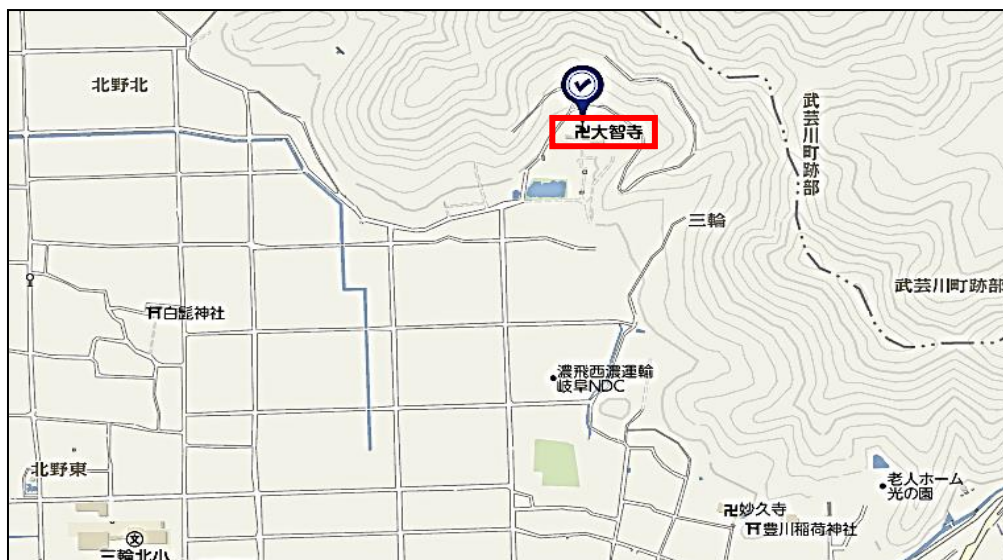 北野北
卍大智寺
武芸川町跡部
三輪
武芸川町跡部
白髭神社
濃飛西濃運輸
岐阜NDC
北野東
老人ホーム
光の園
卍妙久寺
豊川稲荷神社
文
三輪北小